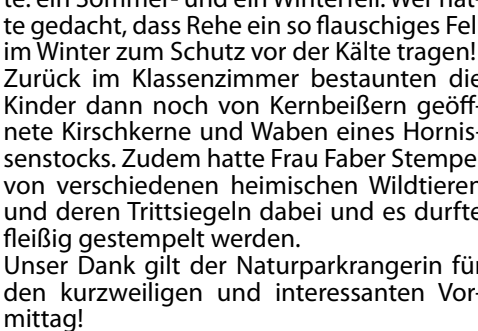 te: ein Sommer- und ein Winterfell. Wer hät-
te gedacht, dass Rehe ein so flauschiges Fel
im Winter zum Schutz vor der Kälte tragen!
Zurück im Klassenzimmer bestaunten die
Kinder dann noch von Kernbeißern geöff-
nete Kirschkerne und Waben eines Hornis-
senstocks. Zudem hatte Frau Faber Stempe
von verschiedenen heimischen Wildtieren
und deren Trittsiegeln dabei und es durfte
fleißig gestempelt werden.
Unser Dank gilt der Naturparkrangerin für
den kurzweiligen und interessanten Vor-
mittag!